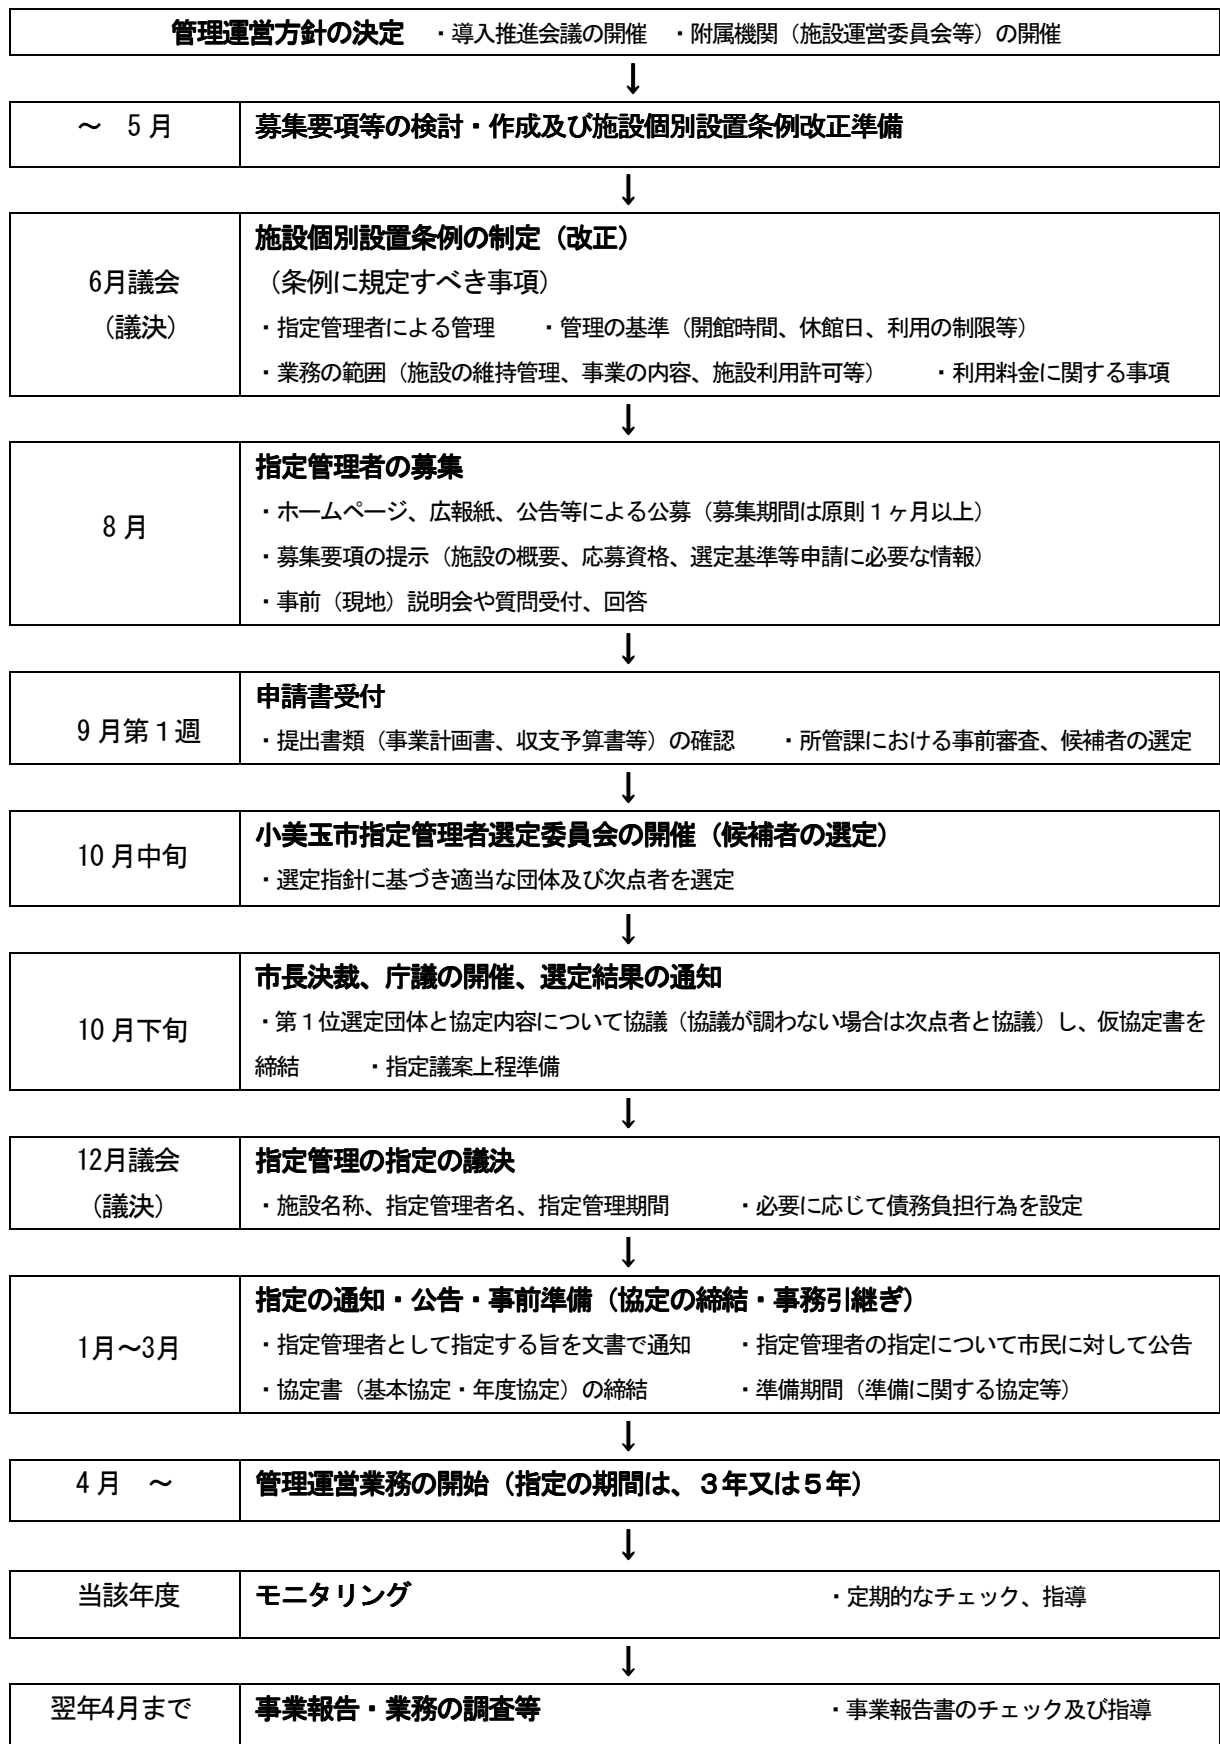 管理運営方針の決定　・導入推進会議の開催　・附属機関（施設運営委員会等）の開催
↓
～　5月　募集要項等の検討・作成及び施設個別設置条例改正準備
↓
6月議会
（議決）
施設個別設置条例の制定（改正）
（条例に規定すべき事項）
・指定管理者による管理　　・管理の基準（開館時間、休館日、利用の制限等）
・業務の範囲（施設の維持管理、事業の内容、施設利用許可等）　　・利用料金に関する事項
↓
8月
指定管理者の募集
・ホームページ、広報紙、公告等による公募（募集期間は原則１ヶ月以上）
・募集要項の提示（施設の概要、応募資格、選定基準等申請に必要な情報）
・事前（現地）説明会や質問受付、回答
↓
9月第１週
申請書受付
・提出書類（事業計画書、収支予算書等）の確認　　・所管課における事前審査、候補者の選定
↓
10月中旬
小美玉市指定管理者選定委員会の開催（候補者の選定）
・選定指針に基づき適当な団体及び次点者を選定
↓
10月下旬
市長決裁、庁議の開催、選定結果の通知
・第１位選定団体と協定内容について協議（協議が調わない場合は次点者と協議）し、仮協定書を
締結　　　・指定議案上程準備
↓
12月議会
（議決）
指定管理の指定の議決
・施設名称、指定管理者名、指定管理期間　　　・必要に応じて債務負担行為を設定
↓
1月～3月
指定の通知・公告・事前準備（協定の締結・事務引継ぎ）
・指定管理者として指定する旨を文書で通知　　・指定管理者の指定について市民に対して公告
・協定書（基本協定・年度協定）の締結　　　　・準備期間（準備に関する協定等）
↓
4月　～　管理運営業務の開始（指定の期間は、３年又は５年）
↓
当該年度　モニタリング　　・定期的なチェック、指導
↓
翌年4月まで　事業報告・業務の調査等　　・事業報告書のチェック及び指導